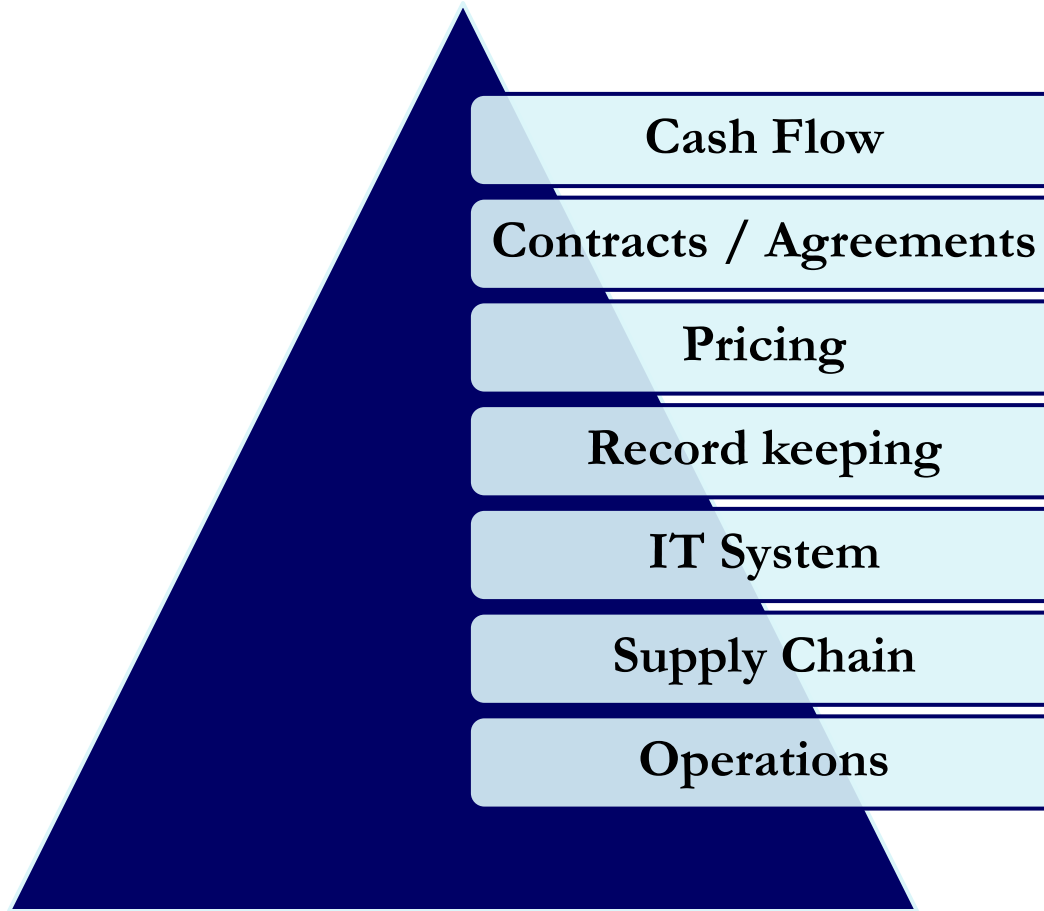 Cash Flow
Contracts / Agreements
Pricing
Record keeping
IT System
Supply Chain
Operations